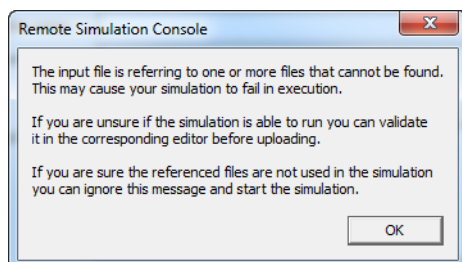 Remote Simulation Console
The input file is referring to one or more files that cannot be found.
This may cause your simulation to fail in execution.
If you are unsure if the simulation is able to run you can validate
it in the corresponding editor before uploading.
If you are sure the referenced files are not used in the simulation
you can ignore this message and start the simulation.
OK